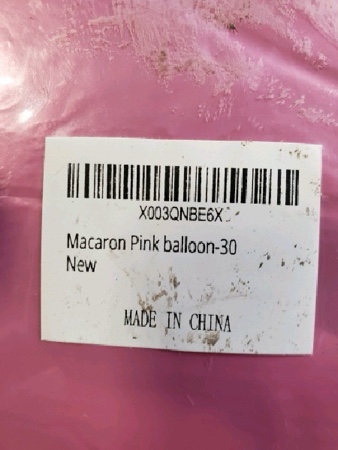 X003QNBE6X
Macaron Pink balloon-30
New
MADE IN CHINA